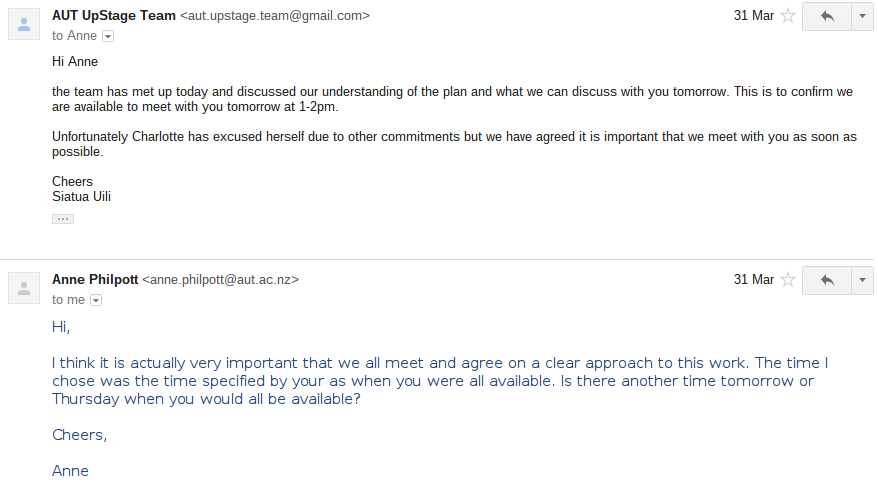 AUT UpStage Team <aut.upstage.team@gmail.com> 31 Mar
to Anne
Hi Anne
the team has met up today and discussed our understanding of the plan and what we can discuss with you tomorrow. This is to confirm we
are available to meet with you tomorrow at 1-2pm.
Unfortunately Charlotte has excused herself due to other commitments but we have agreed it is important that we meet with you as soon as
possible.
Cheers
Siatua Uili
Anne Philpott <anne.philpott@aut.ac.nz> 31 Mar
to me
Hi,
I think it is actually very important that we all meet and agree on a clear approach to this work. The time I
chose was the time specified by your as when you were all available. Is there another time tomorrow or
Thursday when you would all be available?
Cheers,
Anne